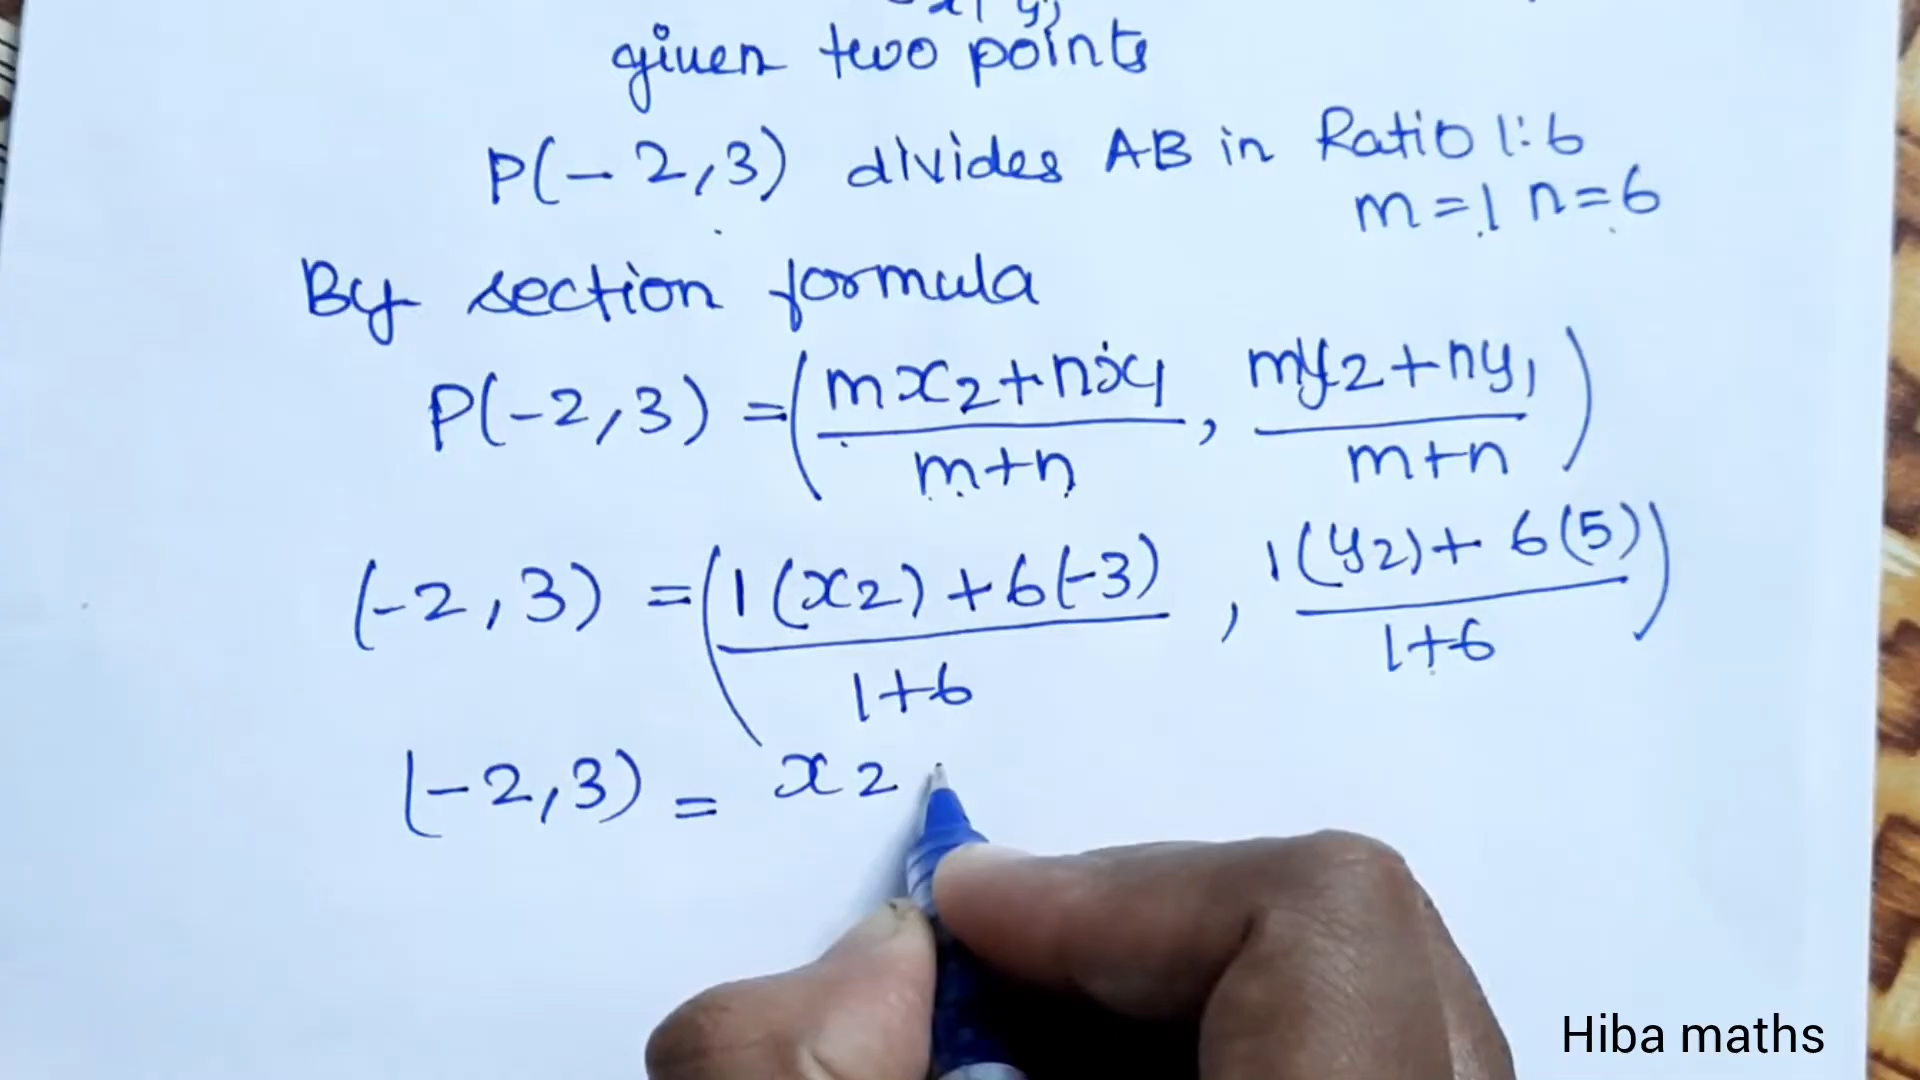 given two points
P(-2,3) divides AB in Ratio 1:6
m=1 n=6
By section formula
P(-2,3) = (mx2+nx1/m+n, my2+ny1/m+n)
(-2,3) = (1(x2)+6(-3)/1+6, 1(y2)+6(5)/1+6)
(-2,3) = x2
Hiba maths